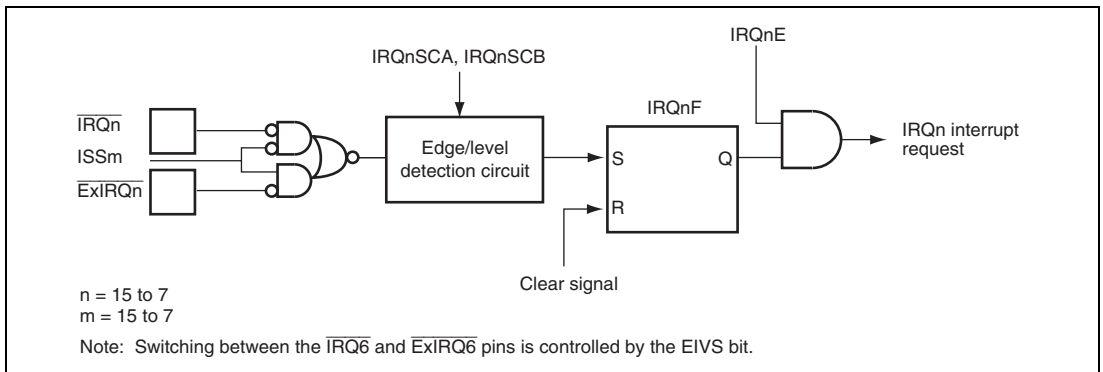 IRQnE
IRQnSCA, IRQnSCB
IRQnF
IRQn
ISSm
ExIRQn
Edge/level
detection circuit
S
Q
R
IRQn interrupt
request
Clear signal
n = 15 to 7
m = 15 to 7
Note: Switching between the IRQ6 and ExIRQ6 pins is controlled by the EIVS bit.